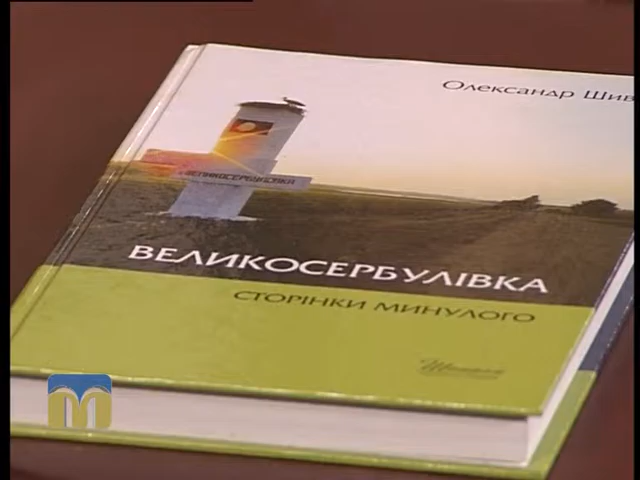 Олександр Шив
ВЕЛИКОСЕРБУЛІВКА
ВЕЛИКОСЕРБУЛІВКА
СТОРІНКИ МИНУЛОГО